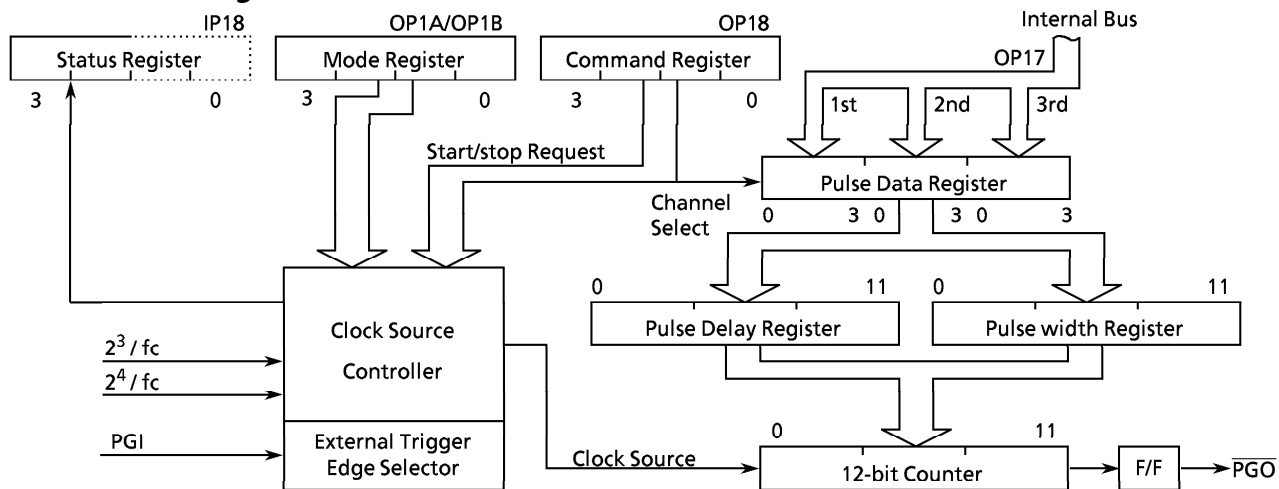 IP18
OP1A/OP1B
OP18
Internal Bus
Status Register
Mode Register
Command Register
OP17
3 0
3 0
3 0
1st
2nd
3rd
Start/stop Request
Channel
Select
Pulse Data Register
0 3 0 3 0 3
0 11
0 11
Pulse Delay Register
Pulse width Register
Clock Source
Controller
2³ / fc
2⁴ / fc
PGI
External Trigger
Edge Selector
Clock Source
0 11
12-bit Counter
F/F
P̅G̅O̅